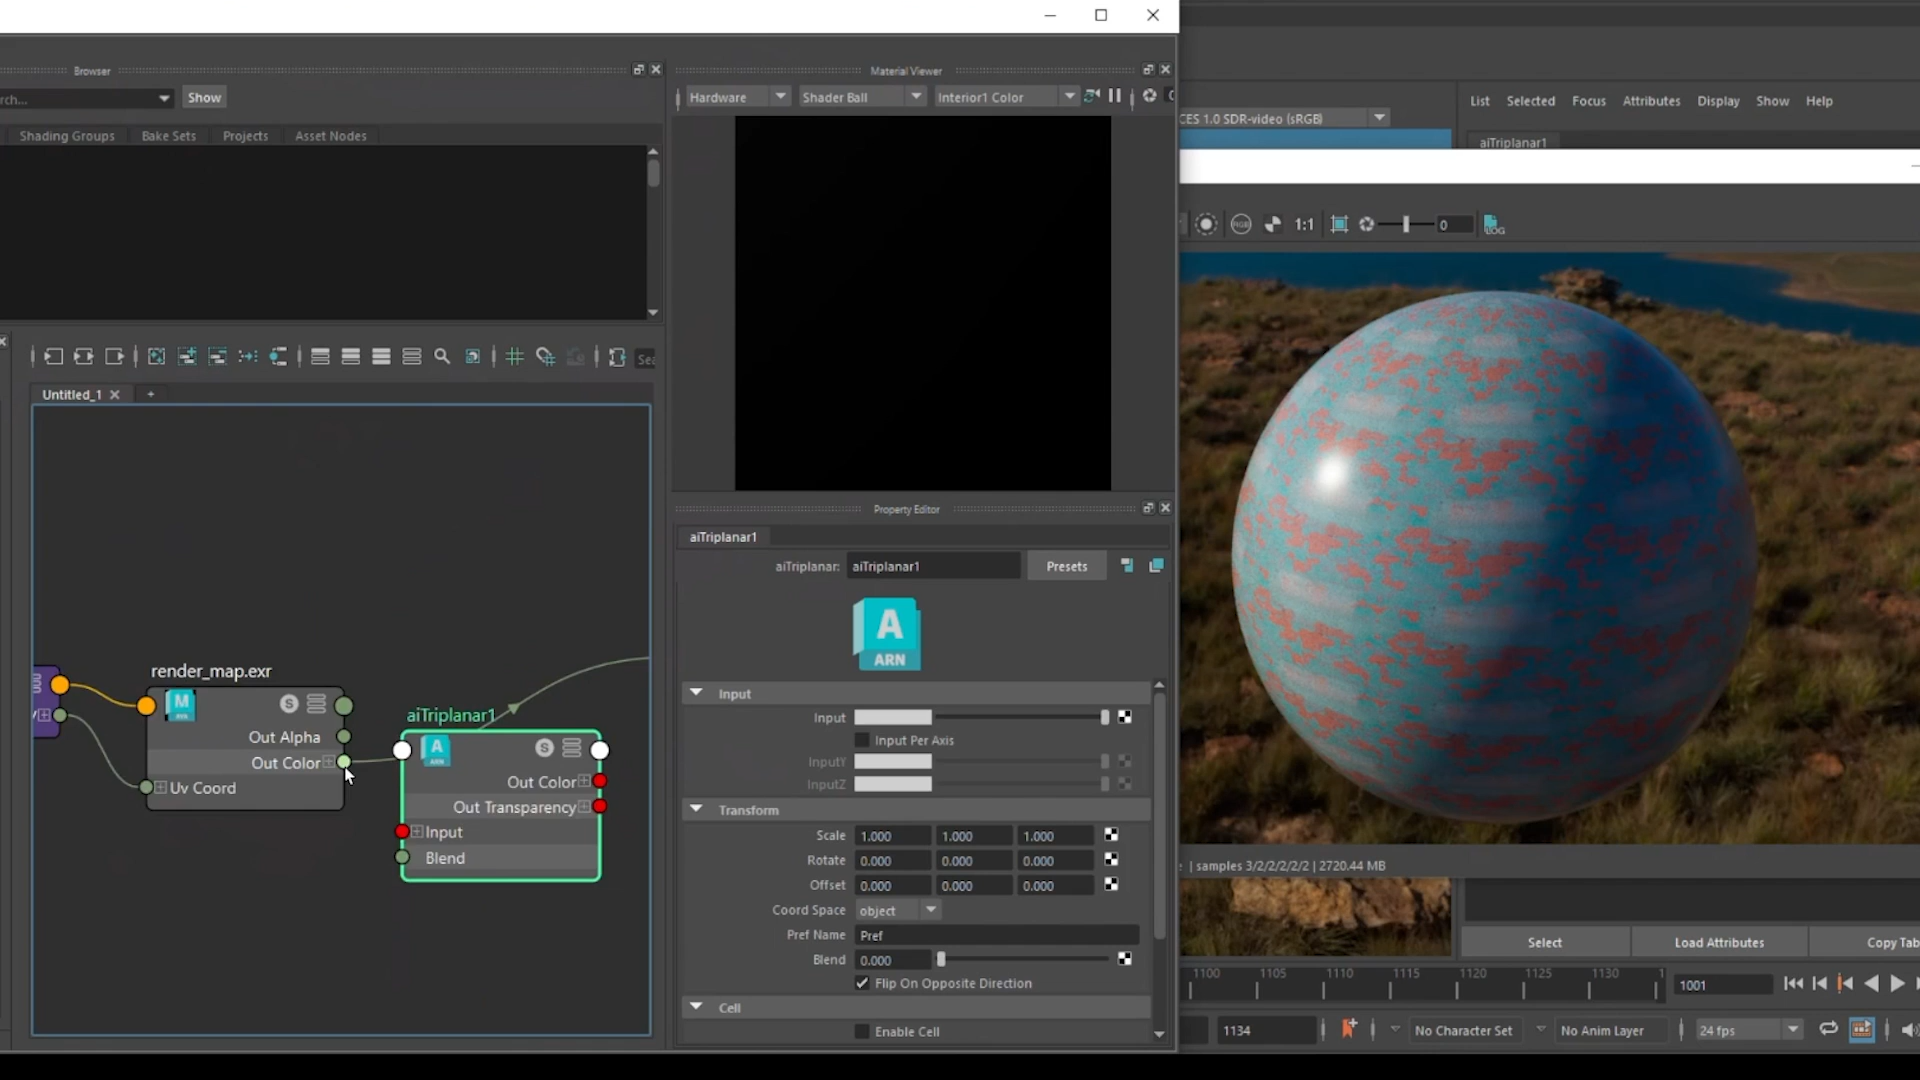 Browser
Material Viewer
rch...
Show
Hardware
Shader Ball
Interior1 Color
Shading Groups
Bake Sets
Projects
Asset Nodes
List
Selected
Focus
Attributes
Display
Show
Help
CES 1.0 SDR-video (sRGB)
aiTriplanar1
RGB
1:1
0
LOG
Sea
Untitled_1
+
Property Editor
aiTriplanar1
aiTriplanar:
aiTriplanar1
Presets
A
ARN
render_map.exr
M
S
Out Alpha
Out Color
Uv Coord
aiTriplanar1
A
ARN
S
Out Color
Out Transparency
Input
Blend
Input
Input
Input Per Axis
InputY
InputZ
Transform
Scale 1.000 1.000 1.000
Rotate 0.000 0.000 0.000
Offset 0.000 0.000 0.000
Coord Space object
Pref Name Pref
Blend 0.000
Flip On Opposite Direction
Cell
Enable Cell
| samples 3/2/2/2/2/2 | 2720.44 MB
Select
Load Attributes
Copy Tab
1100 1105 1110 1115 1120 1125 1130 1
1001
1134
No Character Set
No Anim Layer
24 fps